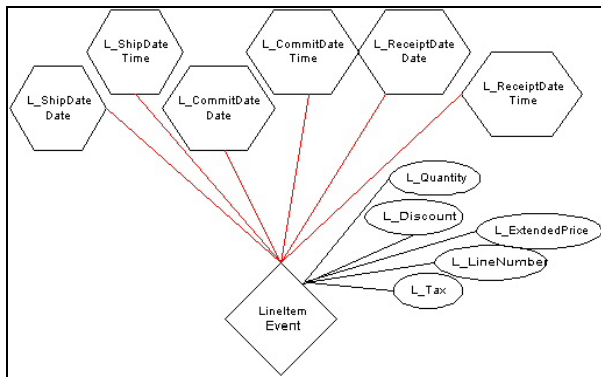 L_ShipDate
Time
L_CommitDate
Time
L_ReceiptDate
Date
L_ShipDate
Date
L_CommitDate
Date
L_ReceiptDate
Time
L_Quantity
L_Discount
L_ExtendedPrice
L_LineNumber
L_Tax
LineItem
Event